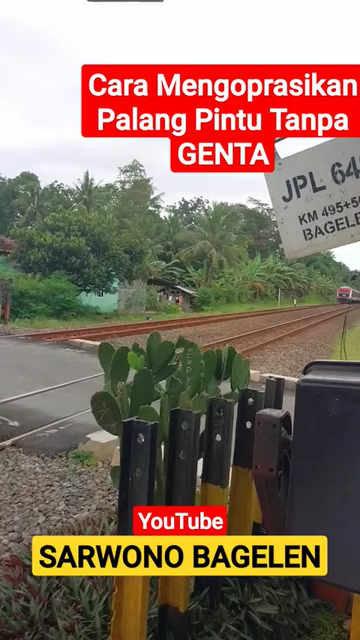 Cara Mengoprasikan
Palang Pintu Tanpa
GENTA
JPL 64
KM 495+5
BAGELE
YouTube
SARWONO BAGELEN